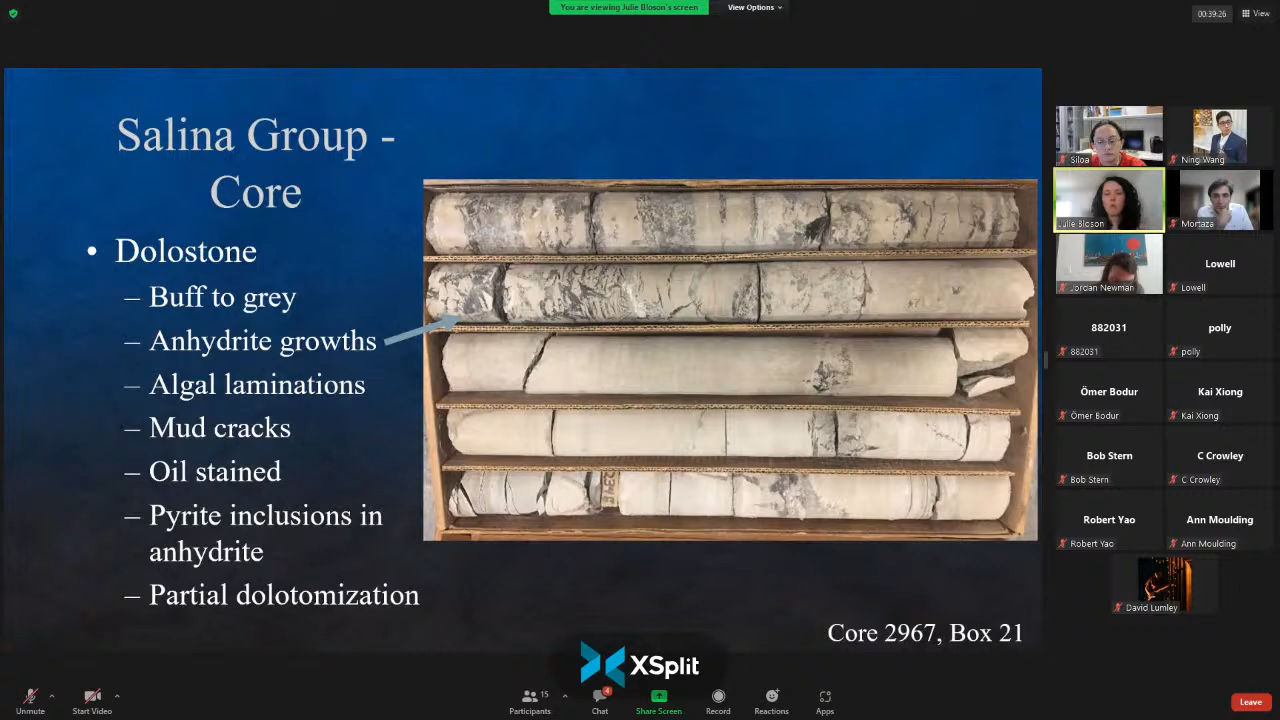 You are viewing Julie Bloson's screen
View Options
00:39:26
View
Salina Group -
Core
• Dolostone
– Buff to grey
– Anhydrite growths
– Algal laminations
– Mud cracks
– Oil stained
– Pyrite inclusions in
anhydrite
– Partial dolotomization
Core 2967, Box 21
Siloa
Ning Wang
Julie Bloson
Mortaza
Jordan Newman
Lowell
Lowell
882031
882031
polly
polly
Ömer Bodur
Ömer Bodur
Kai Xiong
Kai Xiong
Bob Stern
Bob Stern
C Crowley
C Crowley
Robert Yao
Robert Yao
Ann Moulding
Ann Moulding
David Lumley
XSplit
Unmute
Start Video
Participants
15
Chat
4
Share Screen
Record
Reactions
Apps
Leave